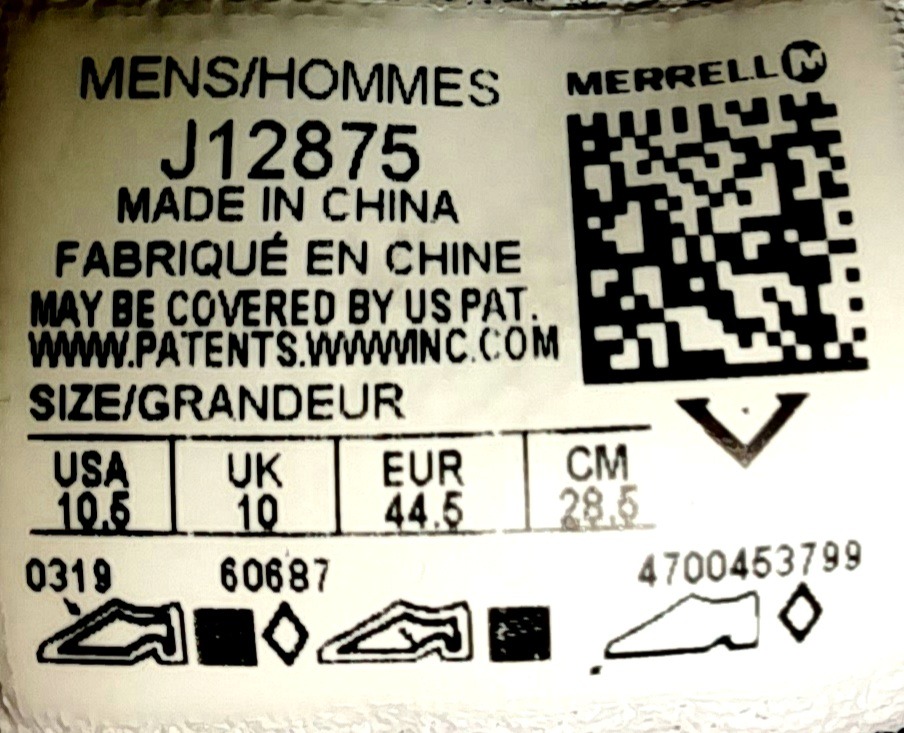 MENS/HOMMES
MERRELL M
J12875
MADE IN CHINA
FABRIQUÉ EN CHINE
MAY BE COVERED BY US PAT.
WWW.PATENTS.WWWINC.COM
SIZE/GRANDEUR
USA UK EUR CM
10.5 10 44.5 28.5
0319 60687 4700453799